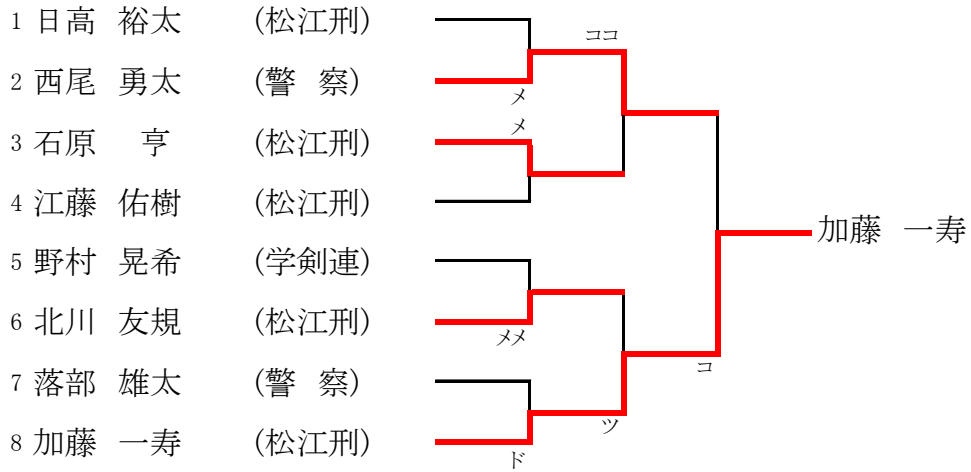 1 日高 裕太 (松江刑)
ココ
2 西尾 勇太 (警 察)
メ
メ
3 石原 亨 (松江刑)
4 江藤 佑樹 (松江刑)
加藤 一寿
5 野村 晃希 (学剣連)
6 北川 友規 (松江刑)
メメ
コ
7 落部 雄太 (警 察)
ツ
8 加藤 一寿 (松江刑)
ド